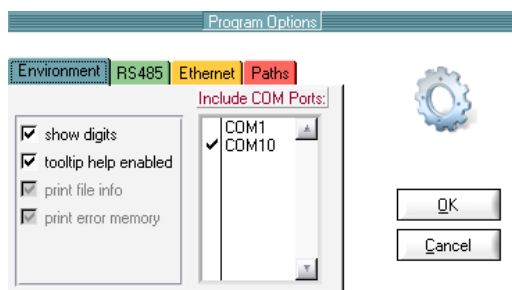 Program Options
Environment RS485 Ethernet Paths
Include COM Ports:
show digits
tooltip help enabled
print file info
print error memory
COM1
COM10
OK
Cancel